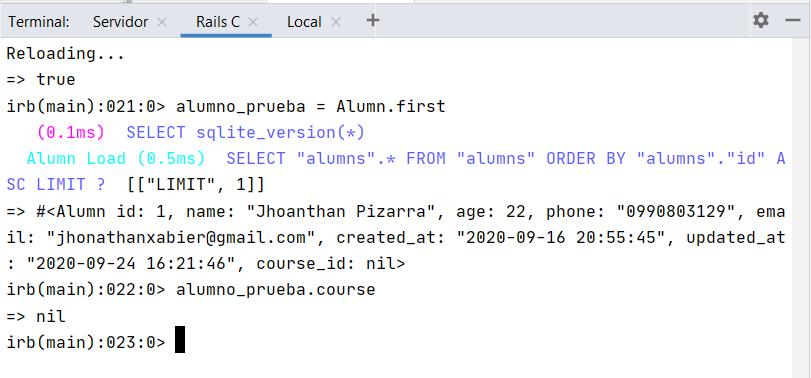 Terminal: Servidor × Rails C × Local × +
Reloading...
=> true
irb(main):021:0> alumno_prueba = Alumn.first
(0.1ms)  SELECT sqlite_version(*)
Alumn Load (0.5ms)  SELECT "alumns".* FROM "alumns" ORDER BY "alumns"."id" A
SC LIMIT ?  [["LIMIT", 1]]
=> #<Alumn id: 1, name: "Jhoanthan Pizarra", age: 22, phone: "0990803129", ema
il: "jhonathanxabier@gmail.com", created_at: "2020-09-16 20:55:45", updated_at
: "2020-09-24 16:21:46", course_id: nil>
irb(main):022:0> alumno_prueba.course
=> nil
irb(main):023:0>